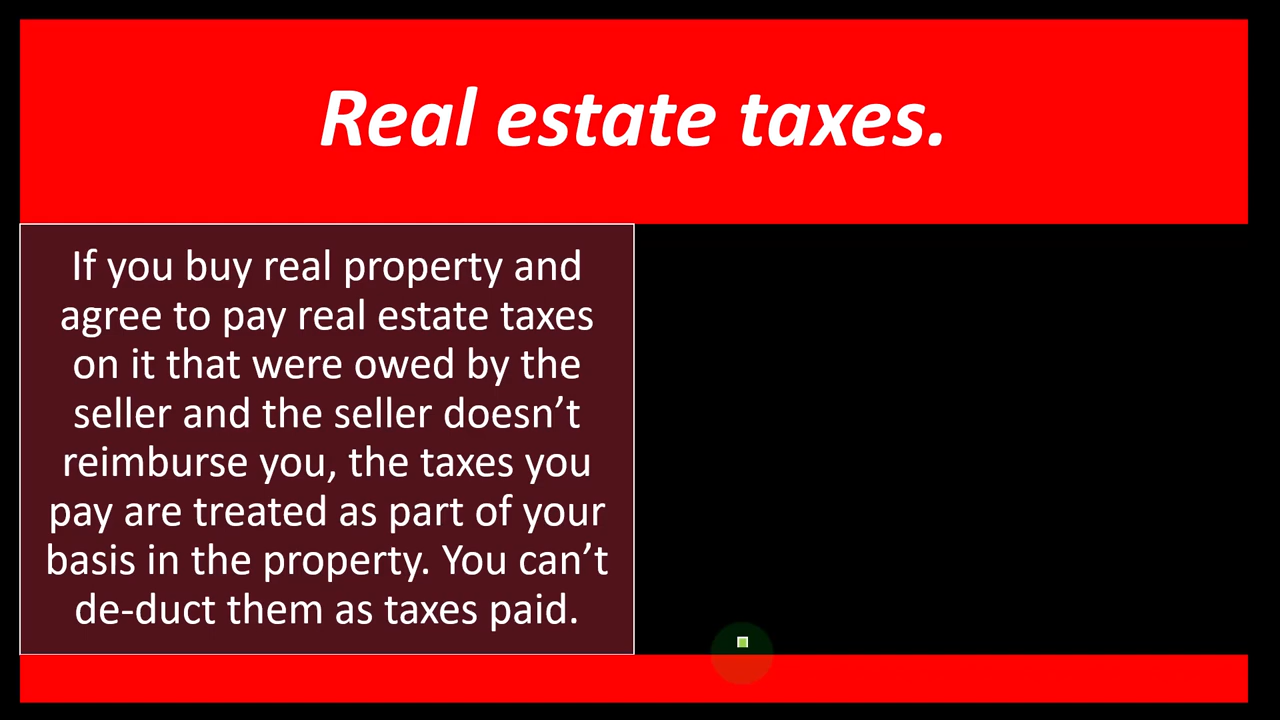 Real estate taxes.
If you buy real property and
agree to pay real estate taxes
on it that were owed by the
seller and the seller doesn’t
reimburse you, the taxes you
pay are treated as part of your
basis in the property. You can’t
de-duct them as taxes paid.